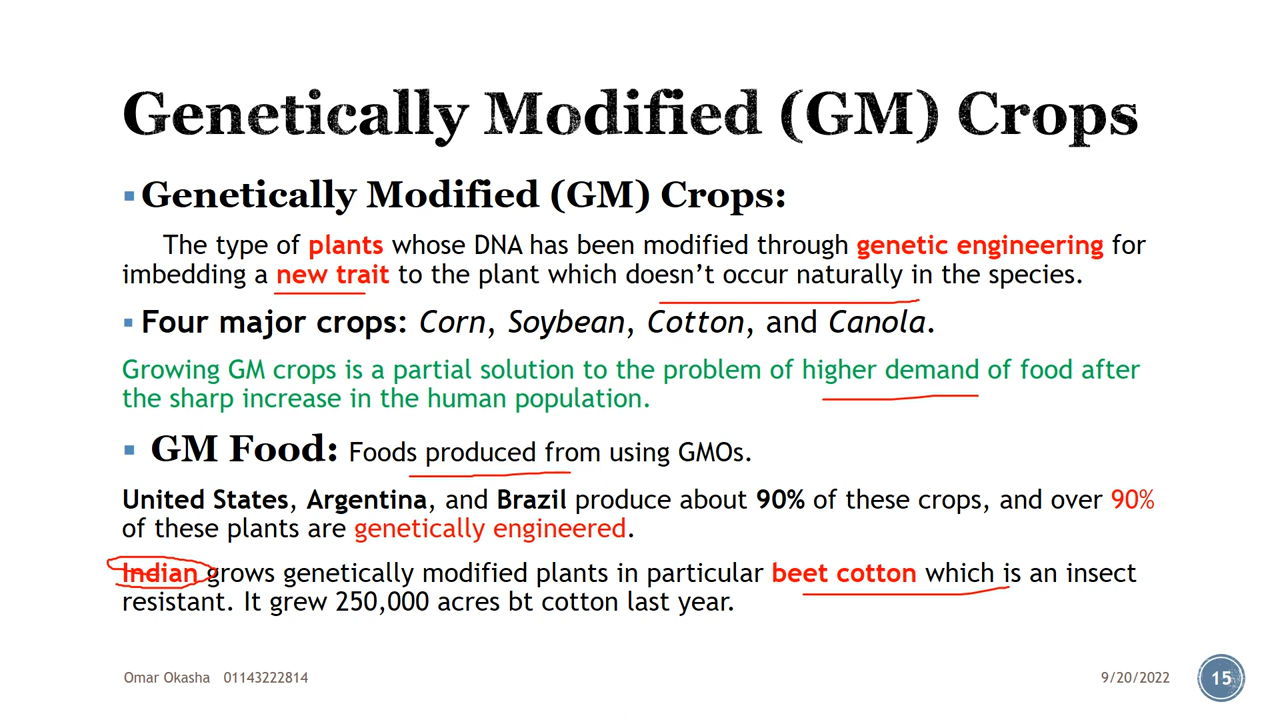 Genetically Modified (GM) Crops
Genetically Modified (GM) Crops:
The type of plants whose DNA has been modified through genetic engineering for
imbedding a new trait to the plant which doesn't occur naturally in the species.
Four major crops: Corn, Soybean, Cotton, and Canola.
Growing GM crops is a partial solution to the problem of higher demand of food after
the sharp increase in the human population.
GM Food: Foods produced from using GMOs.
United States, Argentina, and Brazil produce about 90% of these crops, and over 90%
of these plants are genetically engineered.
Indian grows genetically modified plants in particular beet cotton which is an insect
resistant. It grew 250,000 acres bt cotton last year.
Omar Okasha 01143222814
9/20/2022
15